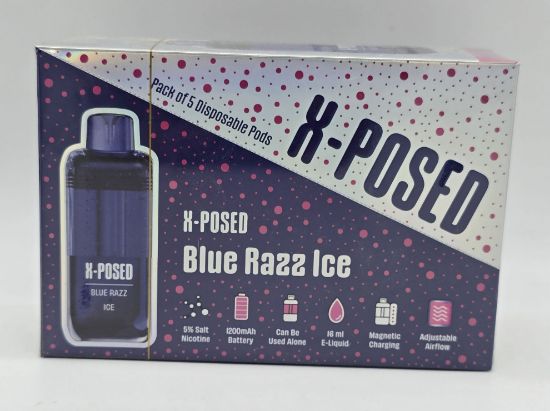 Pack of 5 Disposable Pods
X-POSED
X-POSED
Blue Razz Ice
X-POSED
BLUE RAZZ
ICE
5% Salt
Nicotine
1200mAh
Battery
Can Be
Used Alone
16 ml
E-Liquid
Magnetic
Charging
Adjustable
Airflow